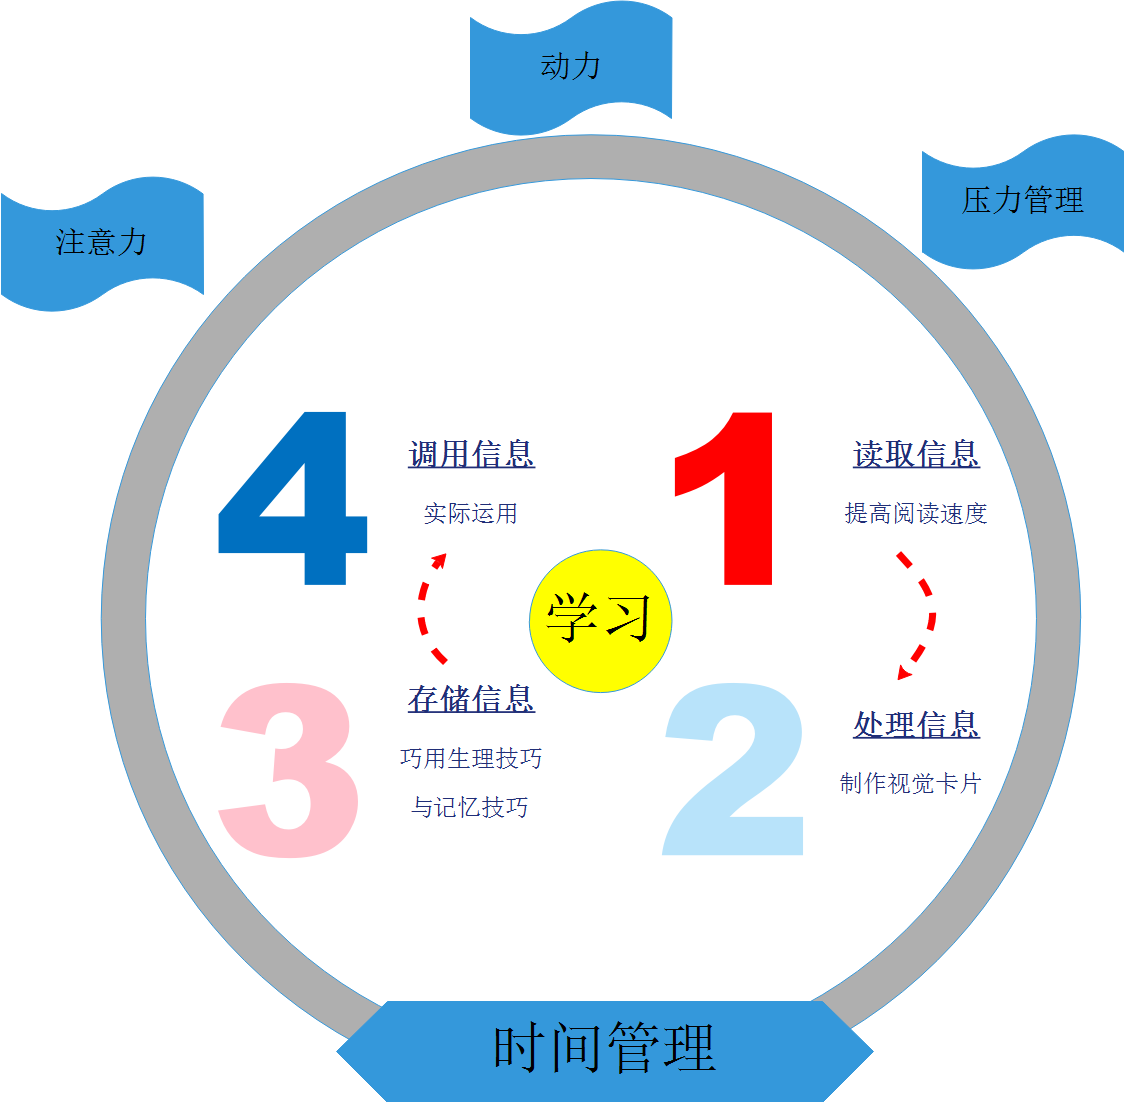 动力
压力管理
注意力
4
调用信息
实际运用
1
读取信息
提高阅读速度
学习
3
存储信息
巧用生理技巧
与记忆技巧
2
处理信息
制作视觉卡片
时间管理